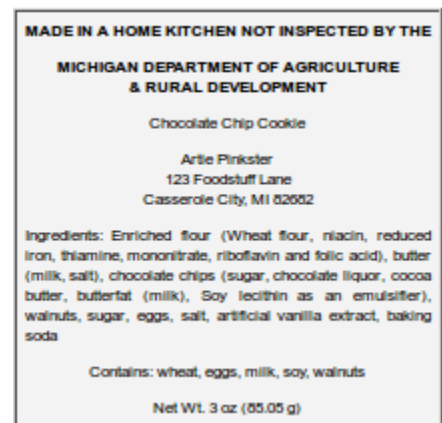 MADE IN A HOME KITCHEN NOT INSPECTED BY THE
MICHIGAN DEPARTMENT OF AGRICULTURE
& RURAL DEVELOPMENT
Chocolate Chip Cookie
Artie Pinkster
123 Foodstuff Lane
Casserole City, MI 82682
Ingredients: Enriched flour (Wheat flour, niacin, reduced
iron, thiamine, mononitrate, riboflavin and folic acid), butter
(milk, salt), chocolate chips (sugar, chocolate liquor, cocoa
butter, butterfat (milk), Soy lecithin as an emulsifier),
walnuts, sugar, eggs, salt, artificial vanilla extract, baking
soda
Contains: wheat, eggs, milk, soy, walnuts
Net Wt. 3 oz (85.05 g)